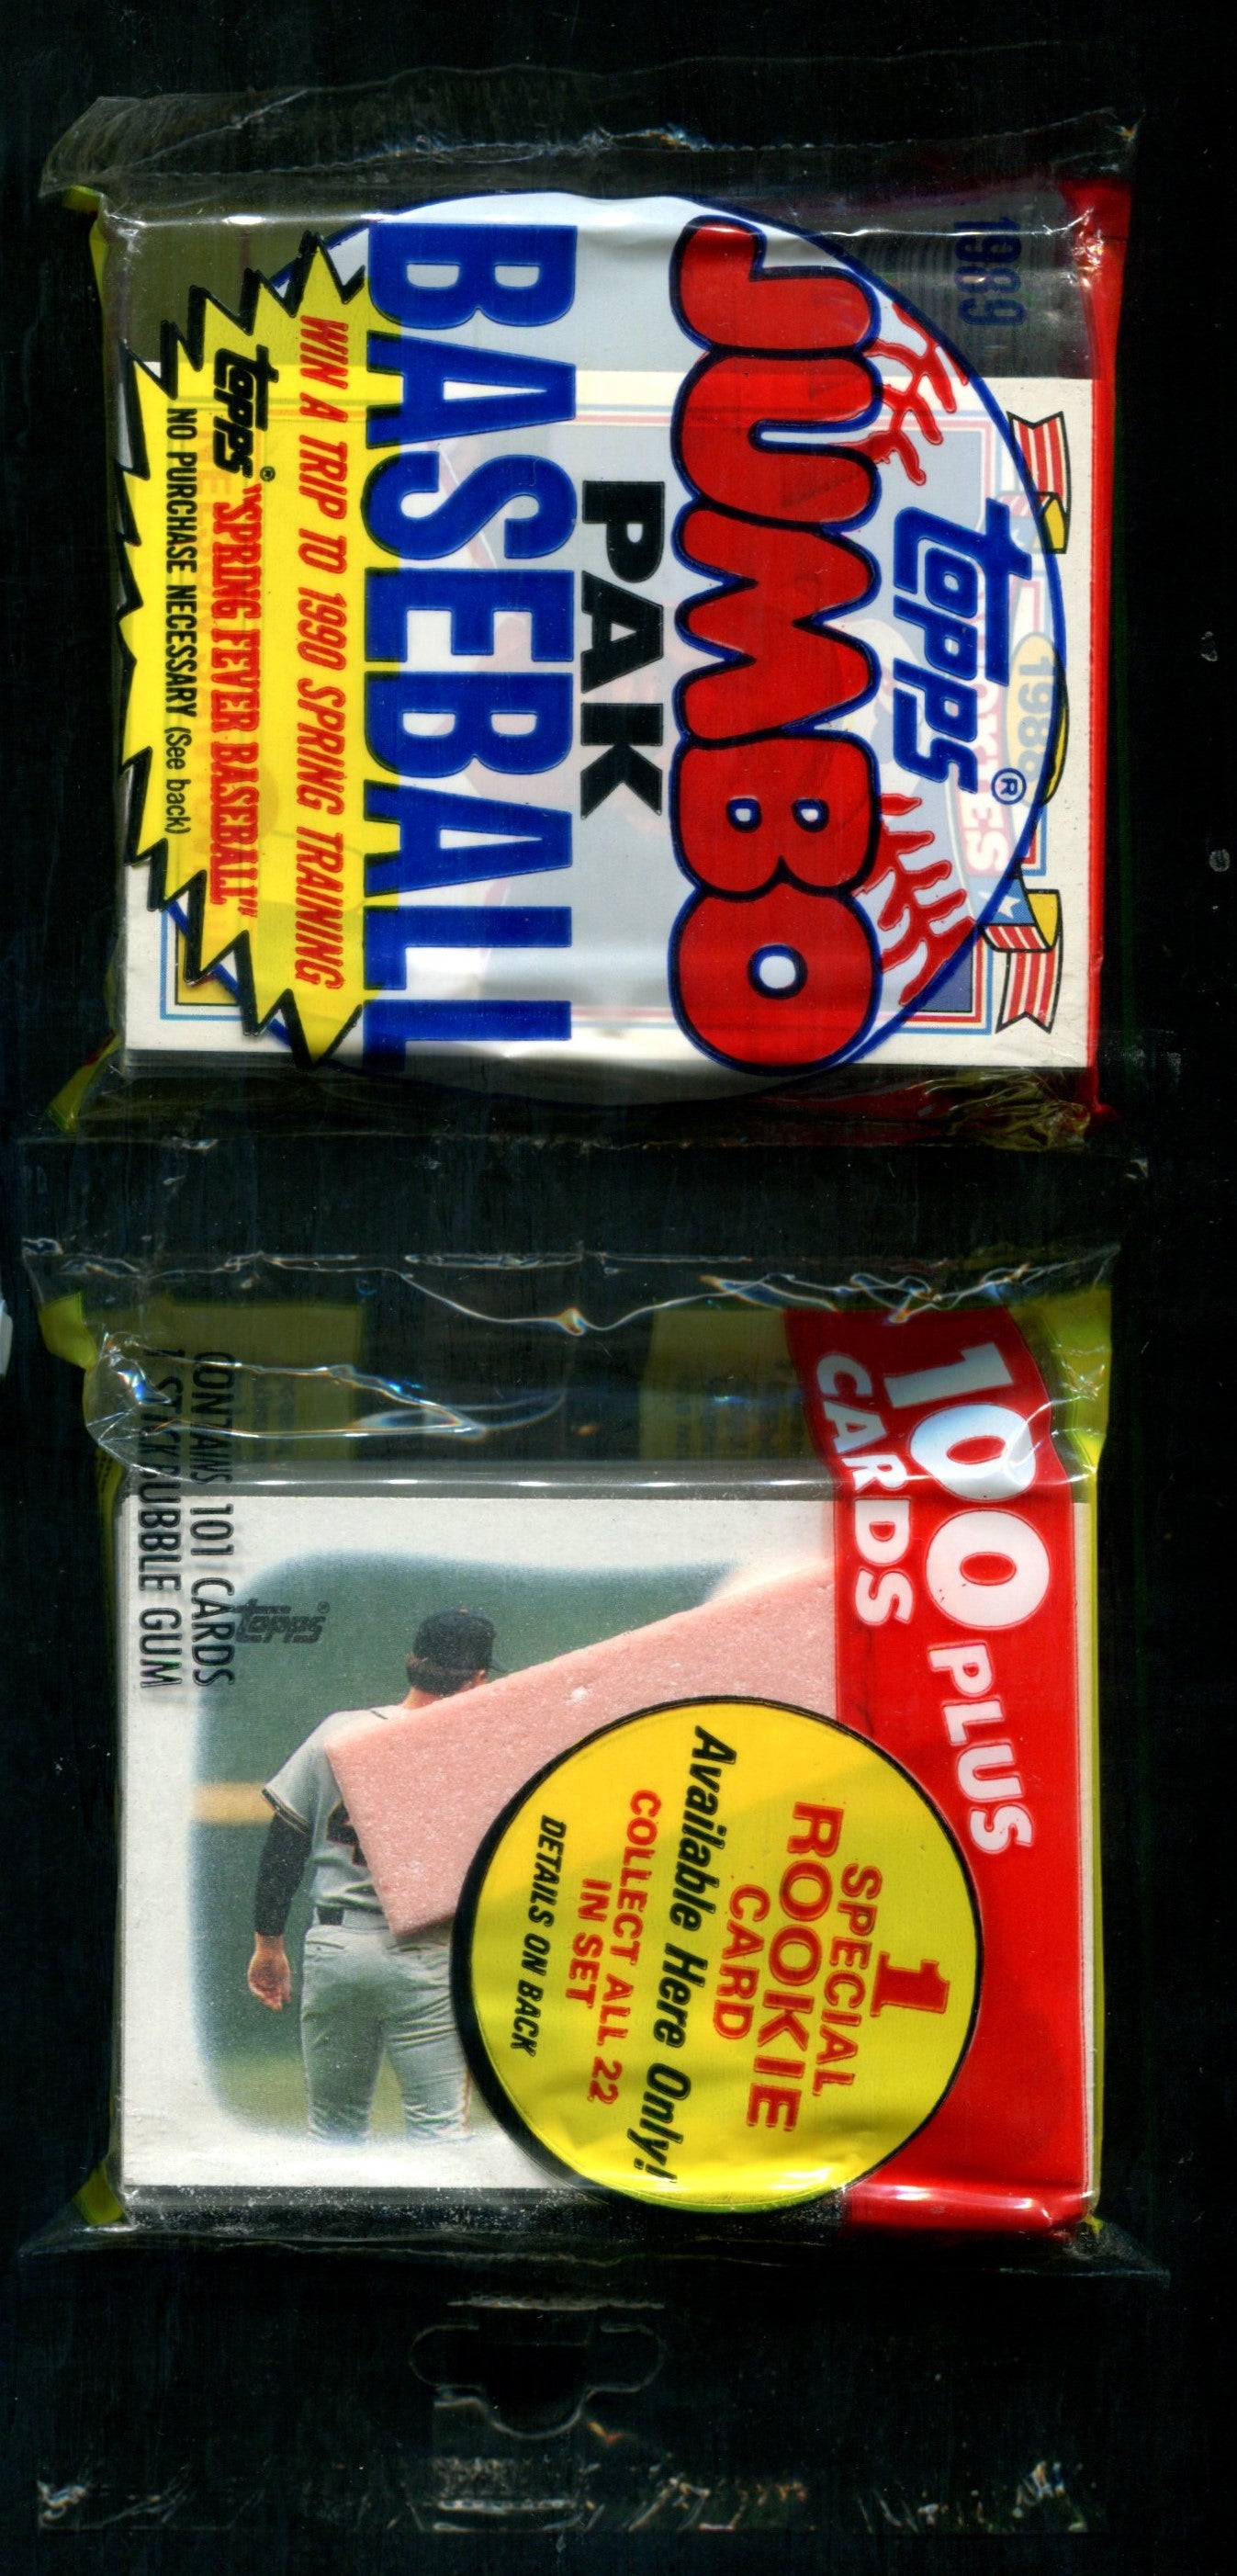 1989
topps®
JUMBO
PAK
BASEBALL
WIN A TRIP TO 1990 SPRING TRAINING
topps® "SPRING FEVER BASEBALL"
NO PURCHASE NECESSARY (See back)
1988
100 PLUS
CARDS
1
SPECIAL
ROOKIE
CARD
Available Here Only!
COLLECT ALL 22
IN SET
DETAILS ON BACK
topps®
CONTAINS 101 CARDS
1 STICK BUBBLE GUM